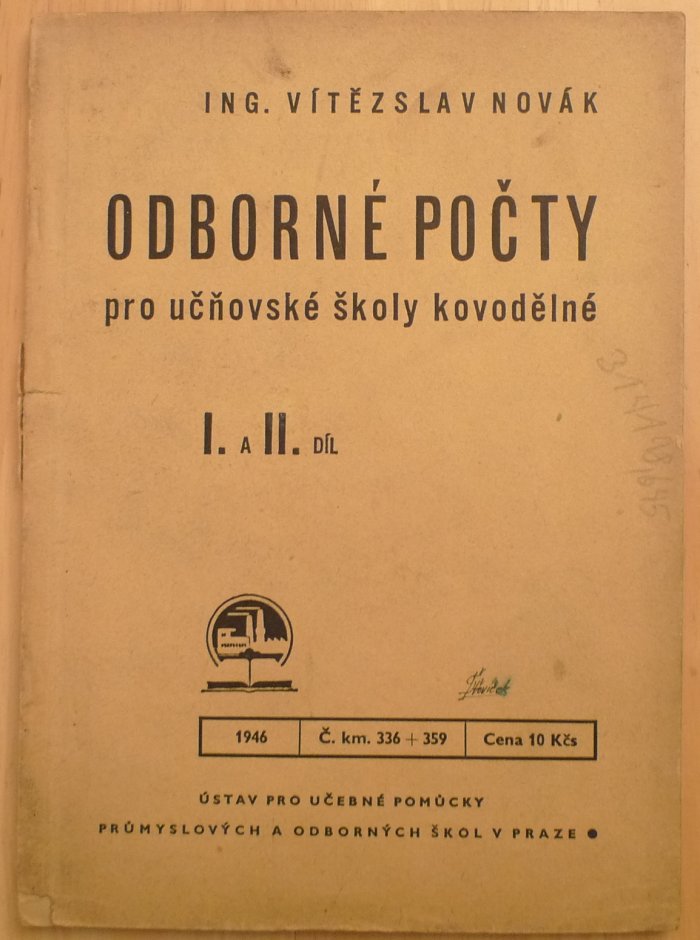 ING. VÍTĚZSLAV NOVÁK
ODBORNÉ POČTY
pro učňovské školy kovodělné
I. A II. DÍL
1946
Č. km. 336 + 359
Cena 10 Kčs
ÚSTAV PRO UČEBNÉ POMŮCKY
PRŮMYSLOVÝCH A ODBORNÝCH ŠKOL V PRAZE